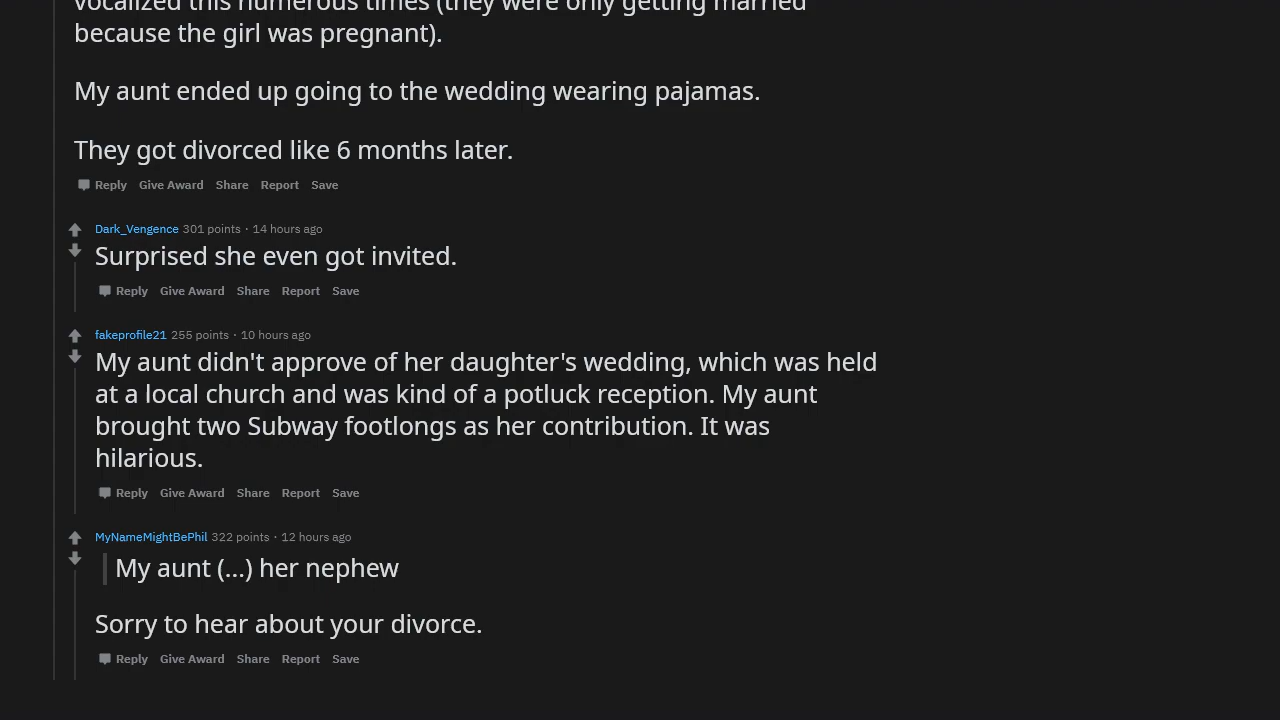 vocalized this numerous times (they were only getting married
because the girl was pregnant).
My aunt ended up going to the wedding wearing pajamas.
They got divorced like 6 months later.
Reply Give Award Share Report Save
Dark_Vengence 301 points · 14 hours ago
Surprised she even got invited.
Reply Give Award Share Report Save
fakeprofile21 255 points · 10 hours ago
My aunt didn't approve of her daughter's wedding, which was held
at a local church and was kind of a potluck reception. My aunt
brought two Subway footlongs as her contribution. It was
hilarious.
Reply Give Award Share Report Save
MyNameMightBePhil 322 points · 12 hours ago
My aunt (...) her nephew
Sorry to hear about your divorce.
Reply Give Award Share Report Save